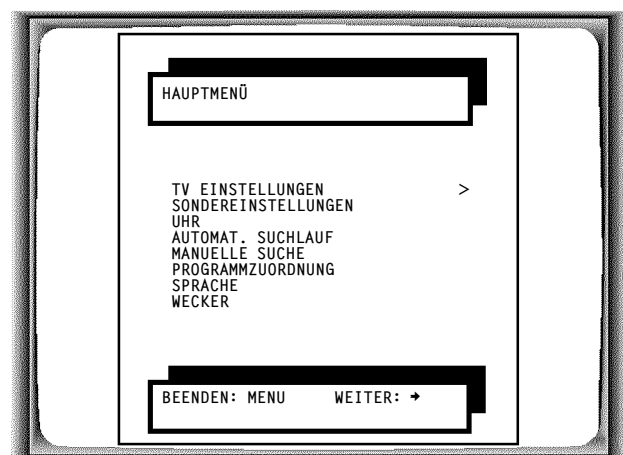 HAUPTMENÜ
TV EINSTELLUNGEN >
SONDEREINSTELLUNGEN
UHR
AUTOMAT. SUCHLAUF
MANUELLE SUCHE
PROGRAMMZUORDNUNG
SPRACHE
WECKER
BEENDEN: MENU WEITER: ➔